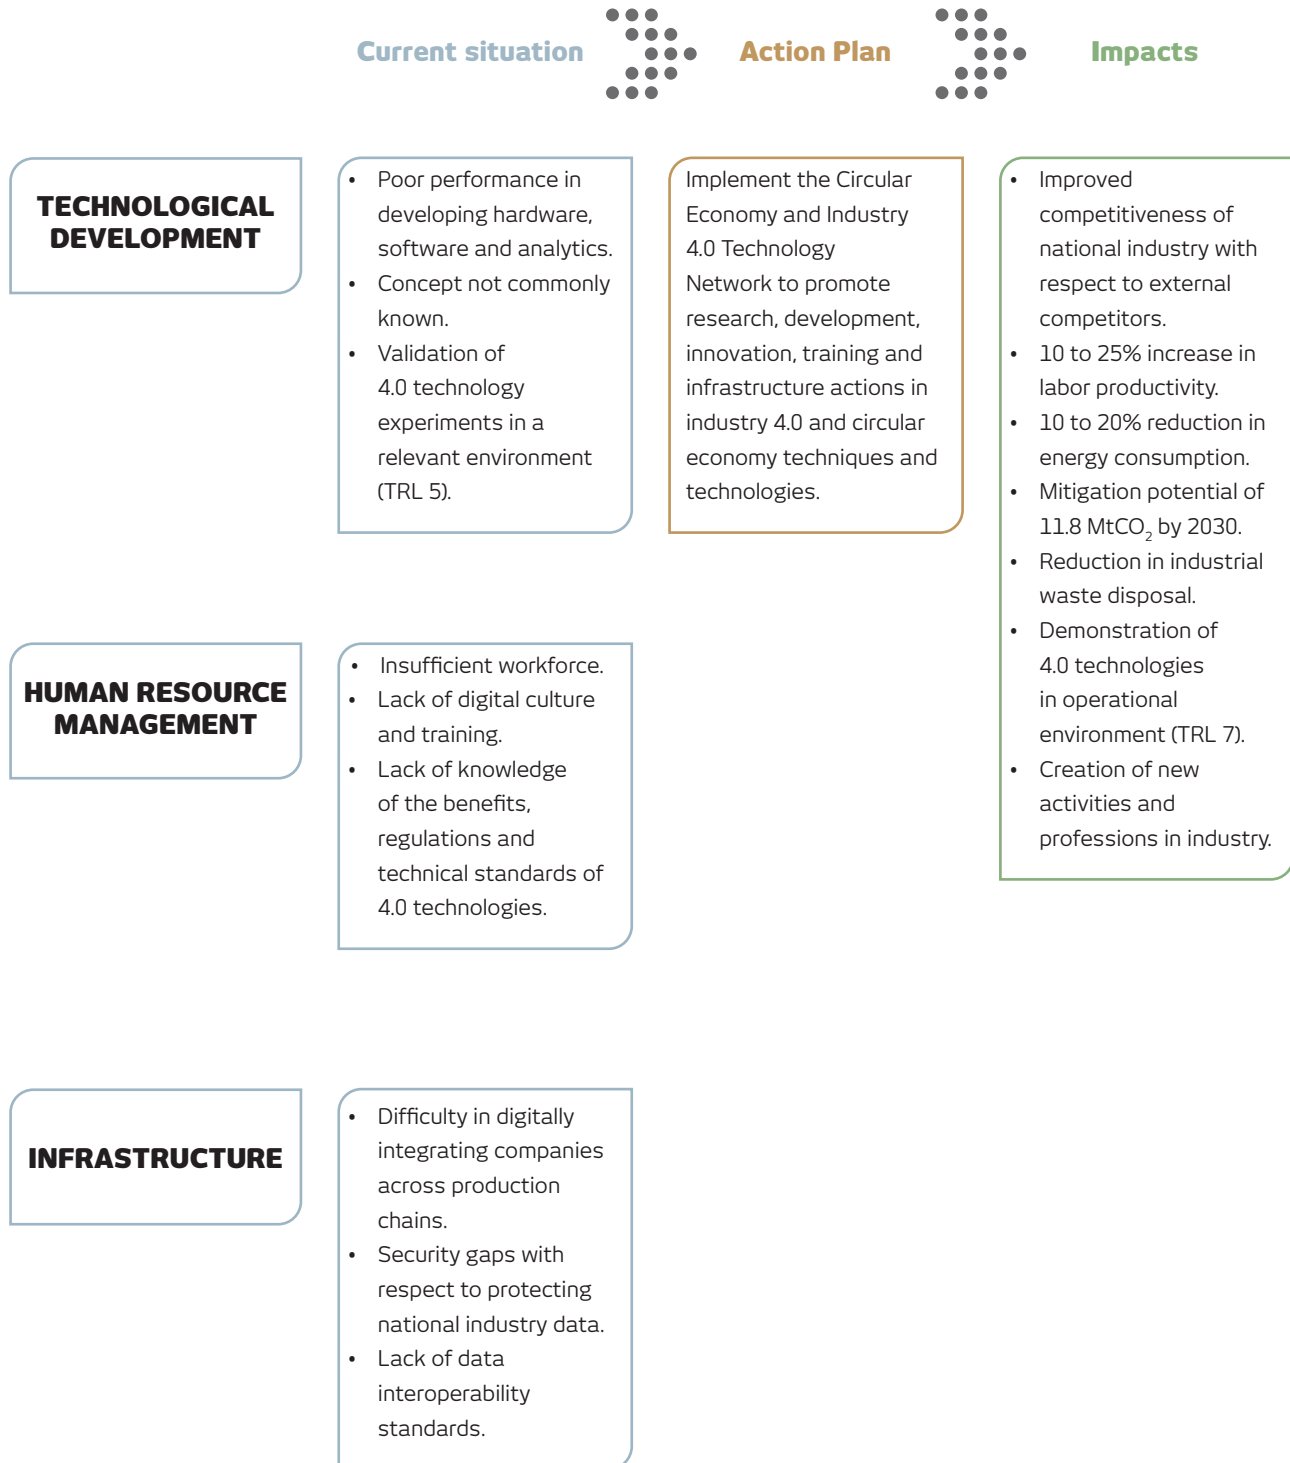 Current situation
Action Plan
Impacts
TECHNOLOGICAL
DEVELOPMENT
• Poor performance in
developing hardware,
software and analytics.
• Concept not commonly
known.
• Validation of
4.0 technology
experiments in a
relevant environment
(TRL 5).
Implement the Circular
Economy and Industry
4.0 Technology
Network to promote
research, development,
innovation, training and
infrastructure actions in
industry 4.0 and circular
economy techniques and
technologies.
• Improved
competitiveness of
national industry with
respect to external
competitors.
• 10 to 25% increase in
labor productivity.
• 10 to 20% reduction in
energy consumption.
• Mitigation potential of
11.8 MtCO₂ by 2030.
• Reduction in industrial
waste disposal.
• Demonstration of
4.0 technologies
in operational
environment (TRL 7).
• Creation of new
activities and
professions in industry.
HUMAN RESOURCE
MANAGEMENT
• Insufficient workforce.
• Lack of digital culture
and training.
• Lack of knowledge
of the benefits,
regulations and
technical standards of
4.0 technologies.
INFRASTRUCTURE
• Difficulty in digitally
integrating companies
across production
chains.
• Security gaps with
respect to protecting
national industry data.
• Lack of data
interoperability
standards.